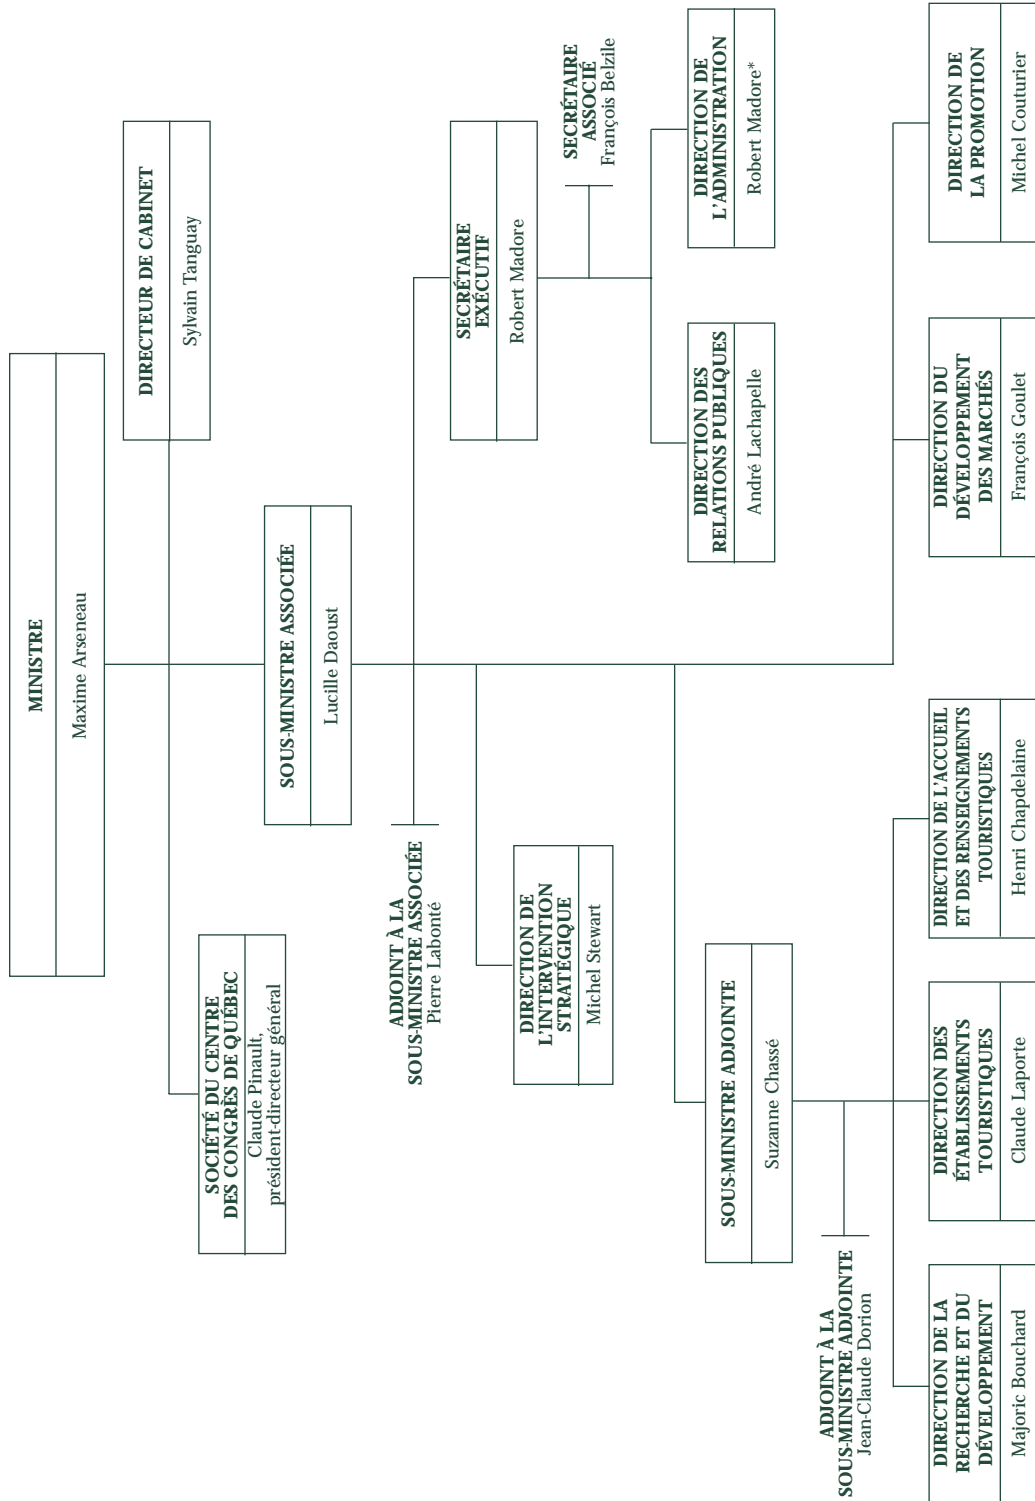 MINISTRE
Maxime Arseneau
DIRECTEUR DE CABINET
Sylvain Tanguay
SOCIÉTÉ DU CENTRE
DES CONGRÈS DE QUÉBEC
Claude Pinault,
président-directeur général
SOUS-MINISTRE ASSOCIÉE
Lucille Daoust
ADJOINT À LA
SOUS-MINISTRE ASSOCIÉE
Pierre Labonté
SECRÉTAIRE
EXÉCUTIF
Robert Madore
SECRÉTAIRE
ASSOCIÉ
François Belzile
DIRECTION DE
L'INTERVENTION
STRATÉGIQUE
Michel Stewart
DIRECTION DES
RELATIONS PUBLIQUES
André Lachapelle
DIRECTION DE
L'ADMINISTRATION
Robert Madore*
SOUS-MINISTRE ADJOINTE
Suzanne Chassé
ADJOINT À LA
SOUS-MINISTRE ADJOINTE
Jean-Claude Dorion
DIRECTION DE LA
RECHERCHE ET DU
DÉVELOPPEMENT
Majoric Bouchard
DIRECTION DES
ÉTABLISSEMENTS
TOURISTIQUES
Claude Laporte
DIRECTION DE L'ACCUEIL
ET DES RENSEIGNEMENTS
TOURISTIQUES
Henri Chapdelaine
DIRECTION DU
DÉVELOPPEMENT
DES MARCHÉS
François Goulet
DIRECTION DE
LA PROMOTION
Michel Couturier